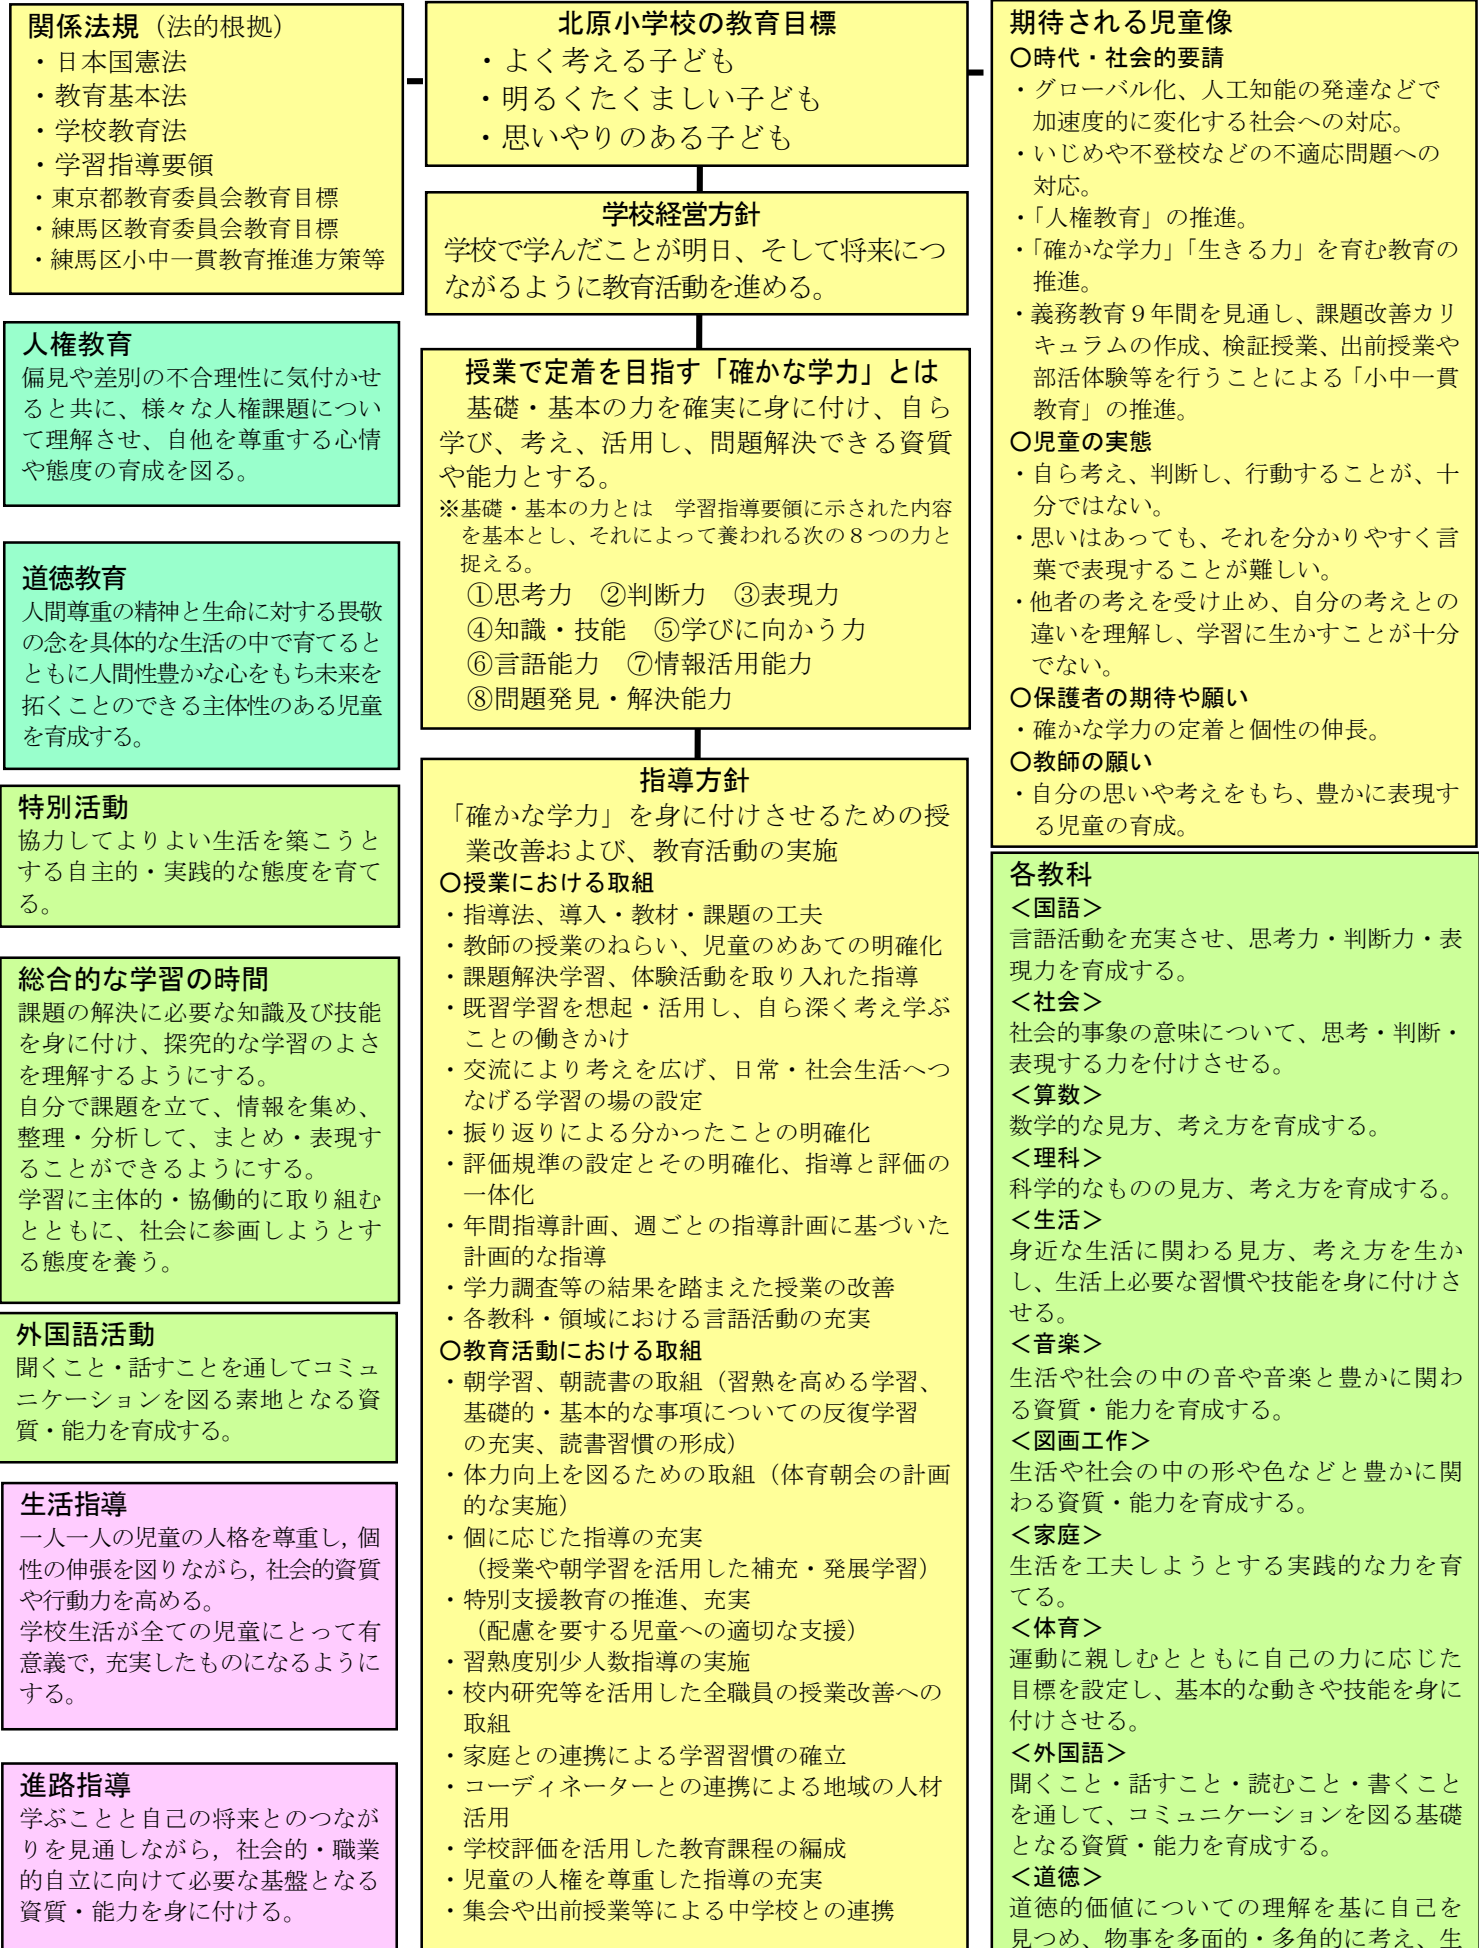 関係法規（法的根拠）
・日本国憲法
・教育基本法
・学校教育法
・学習指導要領
・東京都教育委員会教育目標
・練馬区教育委員会教育目標
・練馬区小中一貫教育推進方策等
北原小学校の教育目標
・よく考える子ども
・明るくたくましい子ども
・思いやりのある子ども
学校経営方針
学校で学んだことが明日、そして将来につ
ながるように教育活動を進める。
授業で定着を目指す「確かな学力」とは
基礎・基本の力を確実に身に付け、自ら
学び、考え、活用し、問題解決できる資質
や能力とする。
※基礎・基本の力とは　学習指導要領に示された内容
を基本とし、それによって養われる次の８つの力と
捉える。
①思考力　②判断力　③表現力
④知識・技能　⑤学びに向かう力
⑥言語能力　⑦情報活用能力
⑧問題発見・解決能力
指導方針
「確かな学力」を身に付けさせるための授
業改善および、教育活動の実施
○授業における取組
・指導法、導入・教材・課題の工夫
・教師の授業のねらい、児童のめあての明確化
・課題解決学習、体験活動を取り入れた指導
・既習学習を想起・活用し、自ら深く考え学ぶ
ことの働きかけ
・交流により考えを広げ、日常・社会生活へつ
なげる学習の場の設定
・振り返りによる分かったことの明確化
・評価規準の設定とその明確化、指導と評価の
一体化
・年間指導計画、週ごとの指導計画に基づいた
計画的な指導
・学力調査等の結果を踏まえた授業の改善
・各教科・領域における言語活動の充実
○教育活動における取組
・朝学習、朝読書の取組（習熟を高める学習、
基礎的・基本的な事項についての反復学習
の充実、読書習慣の形成）
・体力向上を図るための取組（体育朝会の計画
的な実施）
・個に応じた指導の充実
（授業や朝学習を活用した補充・発展学習）
・特別支援教育の推進、充実
（配慮を要する児童への適切な支援）
・習熟度別少人数指導の実施
・校内研究等を活用した全職員の授業改善への
取組
・家庭との連携による学習習慣の確立
・コーディネーターとの連携による地域の人材
活用
・学校評価を活用した教育課程の編成
・児童の人権を尊重した指導の充実
・集会や出前授業等による中学校との連携
人権教育
偏見や差別の不合理性に気付かせ
ると共に、様々な人権課題につい
て理解させ、自他を尊重する心情
や態度の育成を図る。
道徳教育
人間尊重の精神と生命に対する畏敬
の念を具体的な生活の中で育てると
ともに人間性豊かな心をもち未来を
拓くことのできる主体性のある児童
を育成する。
特別活動
協力してよりよい生活を築こうと
する自主的・実践的な態度を育て
る。
総合的な学習の時間
課題の解決に必要な知識及び技能
を身に付け、探究的な学習のよさ
を理解するようにする。
自分で課題を立て、情報を集め、
整理・分析して、まとめ・表現す
ることができるようにする。
学習に主体的・協働的に取り組む
とともに、社会に参画しようとす
る態度を養う。
外国語活動
聞くこと・話すことを通してコミュ
ニケーションを図る素地となる資
質・能力を育成する。
生活指導
一人一人の児童の人格を尊重し，個
性の伸張を図りながら，社会的資質
や行動力を高める。
学校生活が全ての児童にとって有
意義で，充実したものになるように
する。
進路指導
学ぶことと自己の将来とのつなが
りを見通しながら，社会的・職業
的自立に向けて必要な基盤となる
資質・能力を身に付ける。
期待される児童像
○時代・社会的要請
・グローバル化、人工知能の発達などで
加速度的に変化する社会への対応。
・いじめや不登校などの不適応問題への
対応。
・「人権教育」の推進。
・「確かな学力」「生きる力」を育む教育の
推進。
・義務教育９年間を見通し、課題改善カリ
キュラムの作成、検証授業、出前授業や
部活体験等を行うことによる「小中一貫
教育」の推進。
○児童の実態
・自ら考え、判断し、行動することが、十
分ではない。
・思いはあっても、それを分かりやすく言
葉で表現することが難しい。
・他者の考えを受け止め、自分の考えとの
違いを理解し、学習に生かすことが十分
でない。
○保護者の期待や願い
・確かな学力の定着と個性の伸長。
○教師の願い
・自分の思いや考えをもち、豊かに表現す
る児童の育成。
各教科
＜国語＞
言語活動を充実させ、思考力・判断力・表
現力を育成する。
＜社会＞
社会的事象の意味について、思考・判断・
表現する力を付けさせる。
＜算数＞
数学的な見方、考え方を育成する。
＜理科＞
科学的なものの見方、考え方を育成する。
＜生活＞
身近な生活に関わる見方、考え方を生か
し、生活上必要な習慣や技能を身に付けさ
せる。
＜音楽＞
生活や社会の中の音や音楽と豊かに関わ
る資質・能力を育成する。
＜図画工作＞
生活や社会の中の形や色などと豊かに関
わる資質・能力を育成する。
＜家庭＞
生活を工夫しようとする実践的な力を育
てる。
＜体育＞
運動に親しむとともに自己の力に応じた
目標を設定し、基本的な動きや技能を身に
付けさせる。
＜外国語＞
聞くこと・話すこと・読むこと・書くこと
を通して、コミュニケーションを図る基礎
となる資質・能力を育成する。
＜道徳＞
道徳的価値についての理解を基に自己を
見つめ、物事を多面的・多角的に考え、生